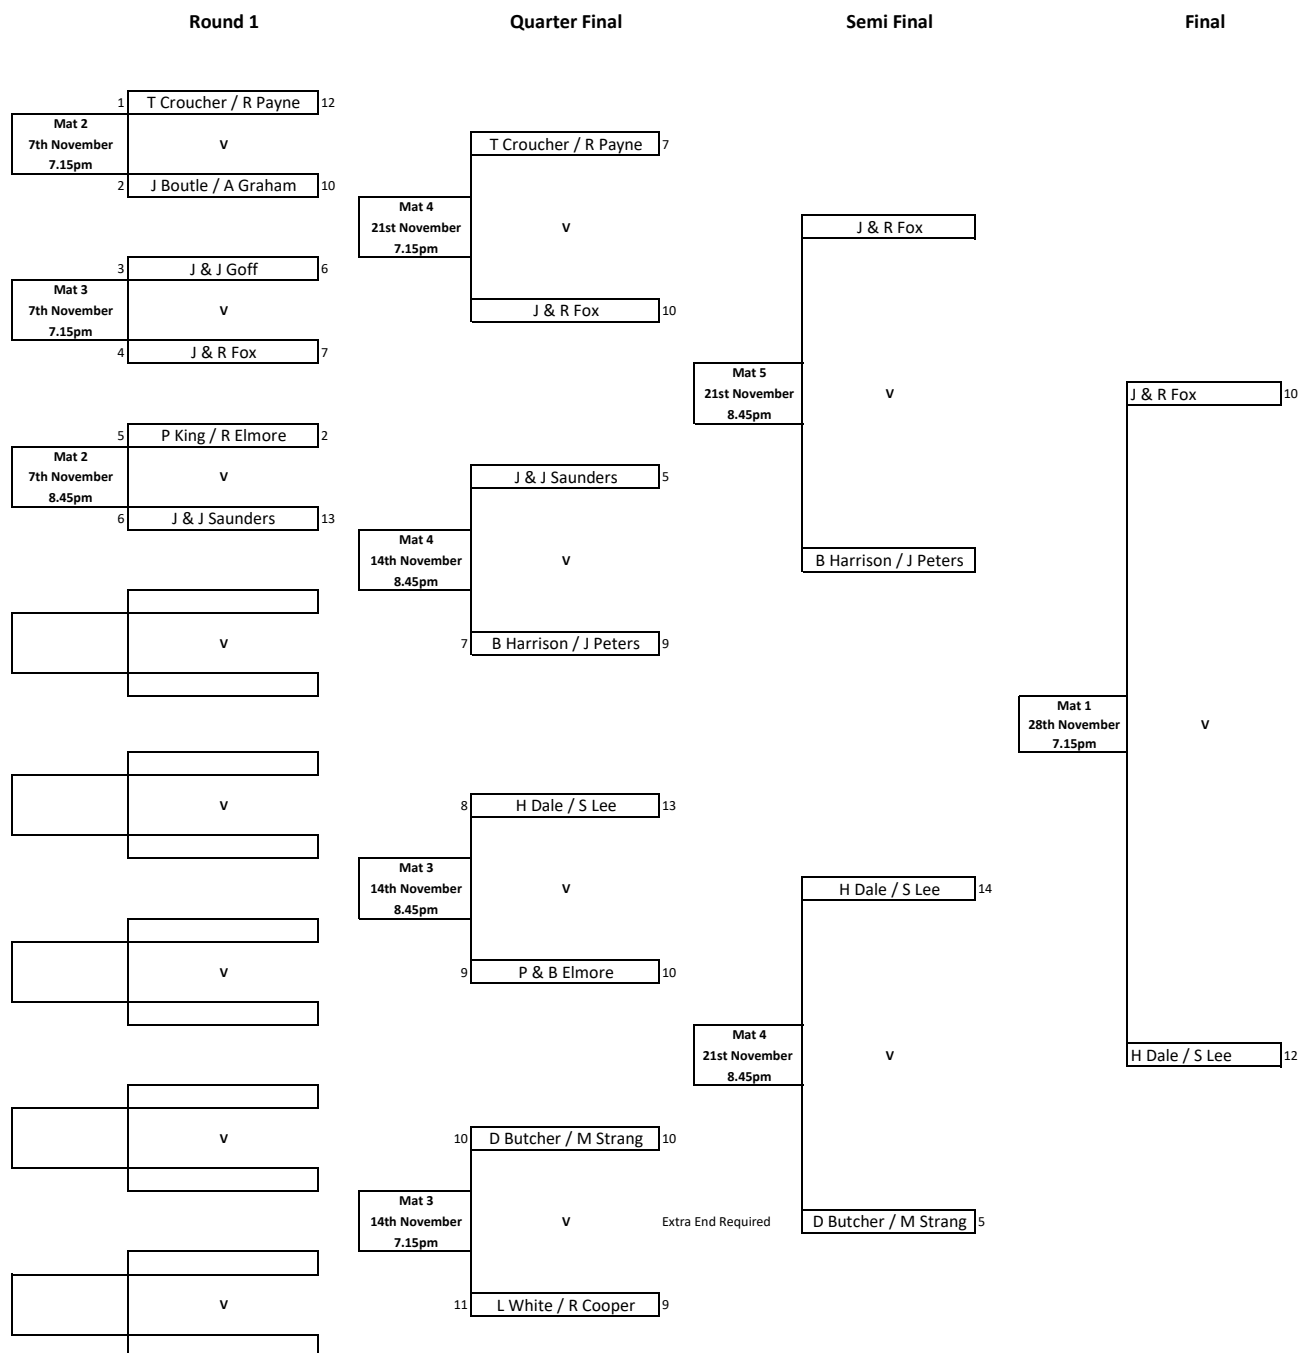 Round 1 Quarter Final Semi Final Final
1 T Croucher / R Payne 12
Mat 2
7th November
7.15pm
V
2 J Boutle / A Graham 10
3 J & J Goff 6
Mat 3
7th November
7.15pm
V
4 J & R Fox 7
5 P King / R Elmore 2
Mat 2
7th November
8.45pm
V
6 J & J Saunders 13
V
V
V
V
V
T Croucher / R Payne 7
Mat 4
21st November
7.15pm
V
J & R Fox 10
J & J Saunders 5
Mat 4
14th November
8.45pm
V
7 B Harrison / J Peters 9
8 H Dale / S Lee 13
Mat 3
14th November
8.45pm
V
9 P & B Elmore 10
10 D Butcher / M Strang 10
Mat 3
14th November
7.15pm
V
Extra End Required
11 L White / R Cooper 9
J & R Fox
Mat 5
21st November
8.45pm
V
B Harrison / J Peters
H Dale / S Lee 14
Mat 4
21st November
8.45pm
V
D Butcher / M Strang 5
J & R Fox 10
Mat 1
28th November
7.15pm
V
H Dale / S Lee 12